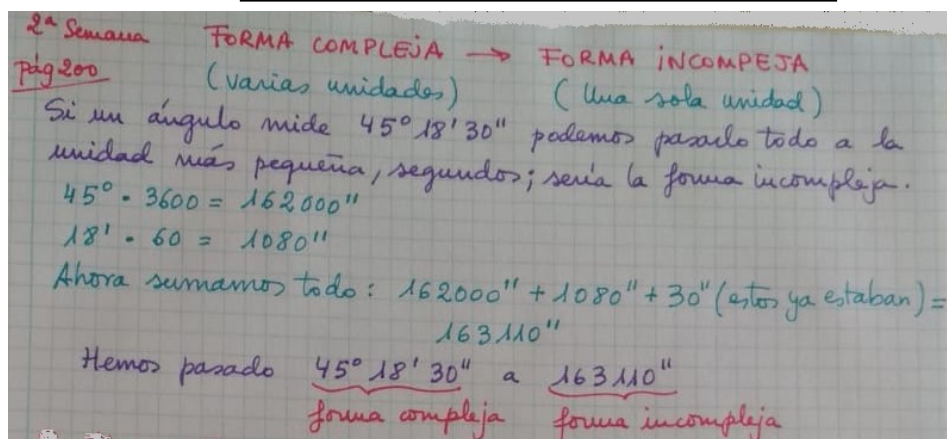 2ª Semana FORMA COMPLEJA → FORMA INCOMPEJA
pág 200 (varias unidades) (Una sola unidad)
Si un ángulo mide 45° 18' 30" podemos pasarlo todo a la
unidad más pequeña, segundos; sería la forma incompleja.
45° · 3600 = 162000"
18' · 60 = 1080"
Ahora sumamos todo: 162000" + 1080" + 30" (estos ya estaban) =
163110"
Hemos pasado 45° 18' 30" a 163110"
forma compleja forma incompleja